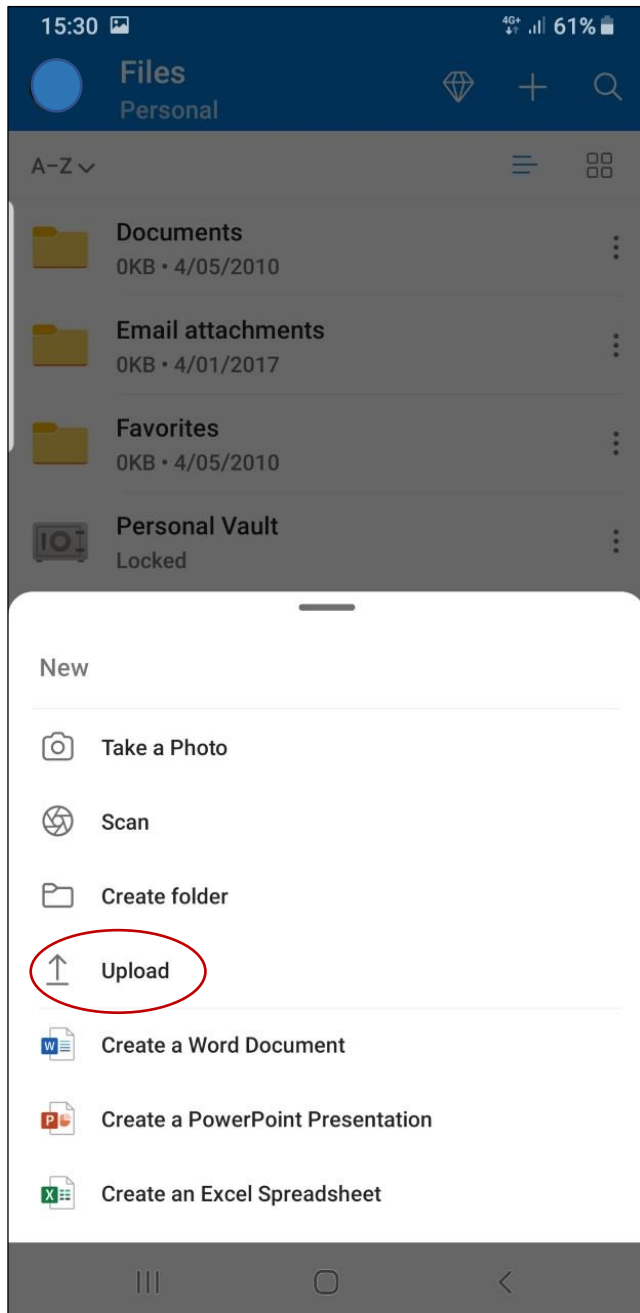 15:30 4G+ 61%
Files
Personal
A–Z
Documents
0KB • 4/05/2010
Email attachments
0KB • 4/01/2017
Favorites
0KB • 4/05/2010
Personal Vault
Locked
New
Take a Photo
Scan
Create folder
Upload
W Create a Word Document
P Create a PowerPoint Presentation
X Create an Excel Spreadsheet